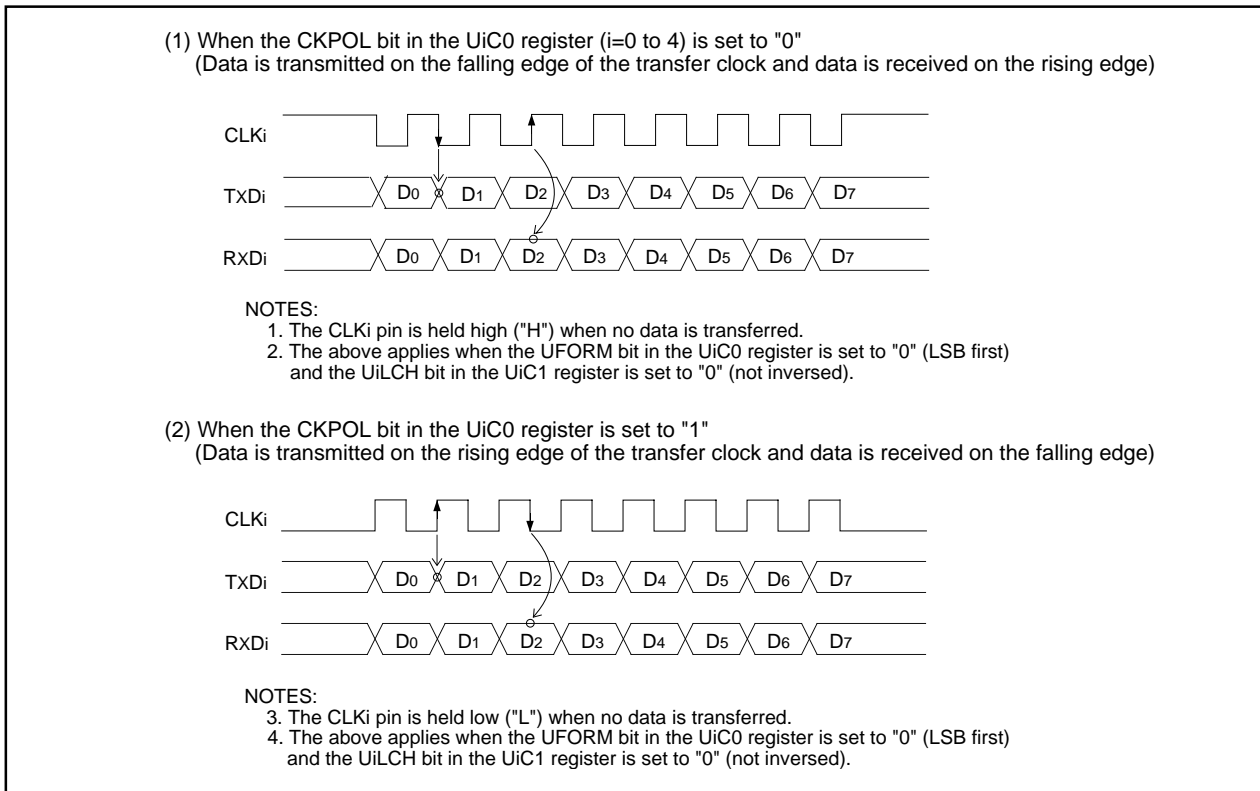 (1) When the CKPOL bit in the UiC0 register (i=0 to 4) is set to "0"
(Data is transmitted on the falling edge of the transfer clock and data is received on the rising edge)
CLKi
TXDi D0 D1 D2 D3 D4 D5 D6 D7
RXDi D0 D1 D2 D3 D4 D5 D6 D7
NOTES:
1. The CLKi pin is held high ("H") when no data is transferred.
2. The above applies when the UFORM bit in the UiC0 register is set to "0" (LSB first)
and the UiLCH bit in the UiC1 register is set to "0" (not inversed).
(2) When the CKPOL bit in the UiC0 register is set to "1"
(Data is transmitted on the rising edge of the transfer clock and data is received on the falling edge)
CLKi
TXDi D0 D1 D2 D3 D4 D5 D6 D7
RXDi D0 D1 D2 D3 D4 D5 D6 D7
NOTES:
3. The CLKi pin is held low ("L") when no data is transferred.
4. The above applies when the UFORM bit in the UiC0 register is set to "0" (LSB first)
and the UiLCH bit in the UiC1 register is set to "0" (not inversed).